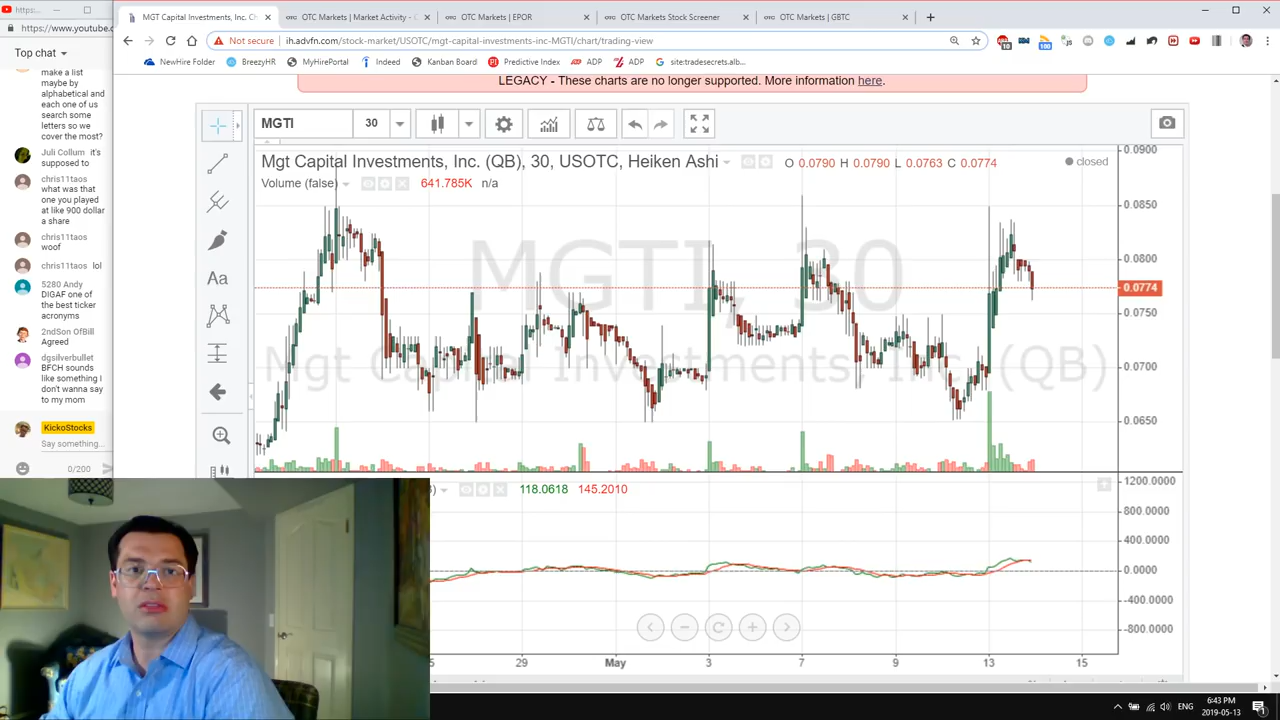 https:
MGT Capital Investments, Inc. C
OTC Markets | Market Activity -
OTC Markets | EPOR
OTC Markets Stock Screener
OTC Markets | GBTC
https://www.youtube.c
Not secure
ih.advfn.com/stock-market/USOTC/mgt-capital-investments-inc-MGTI/chart/trading-view
NewHire Folder
BreezyHR
MyHirePortal
Indeed
Kanban Board
Predictive Index
ADP
ADP
site:tradesecrets.alb...
Top chat
make a list
maybe by
alphabetical and
each one of us
search some
letters so we
cover the most?
Juli Collum it's
supposed to
chris11taos
what was that
one you played
at like 900 dollar
a share
chris11taos
woof
chris11taos lol
5280 Andy
DIGAF one of
the best ticker
acronyms
2ndSon OfBill
Agreed
dgsilverbullet
BFCH sounds
like something I
don't wanna say
to my mom
KickoStocks
Say something...
0/200
LEGACY - These charts are no longer supported. More information here.
MGTI
30
Mgt Capital Investments, Inc. (QB), 30, USOTC, Heiken Ashi
O 0.0790 H 0.0790 L 0.0763 C 0.0774
closed
Volume (false)
641.785K n/a
Aa
MGTI, 30
Mgt Capital Investments, Inc. (QB)
0.0900
0.0850
0.0800
0.0774
0.0750
0.0700
0.0650
118.0618 145.2010
1200.0000
800.0000
400.0000
0.0000
-400.0000
-800.0000
29
May
3
7
9
13
15
ENG
6:43 PM
2019-05-13